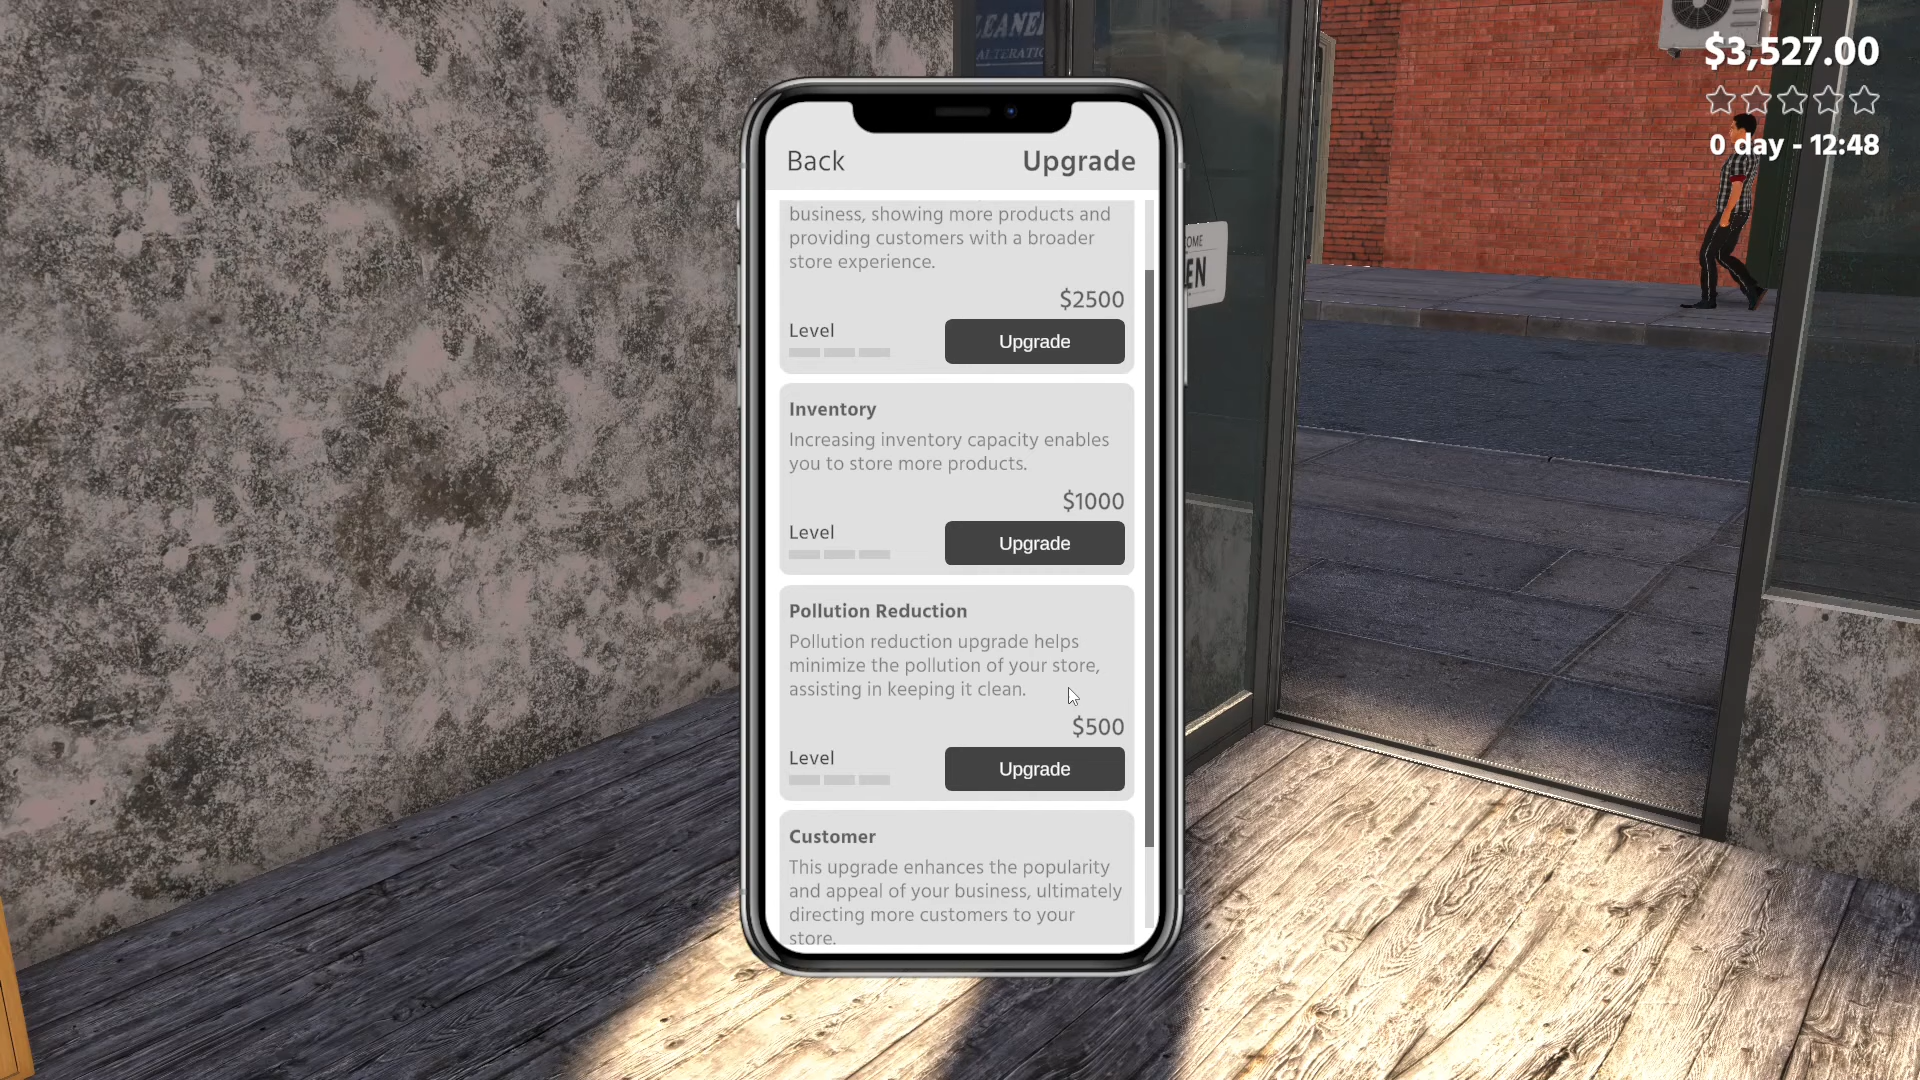 $3,527.00
0 day - 12:48
Back
Upgrade
business, showing more products and
providing customers with a broader
store experience.
$2500
Level
Upgrade
Inventory
Increasing inventory capacity enables
you to store more products.
$1000
Level
Upgrade
Pollution Reduction
Pollution reduction upgrade helps
minimize the pollution of your store,
assisting in keeping it clean.
$500
Level
Upgrade
Customer
This upgrade enhances the popularity
and appeal of your business, ultimately
directing more customers to your
store.